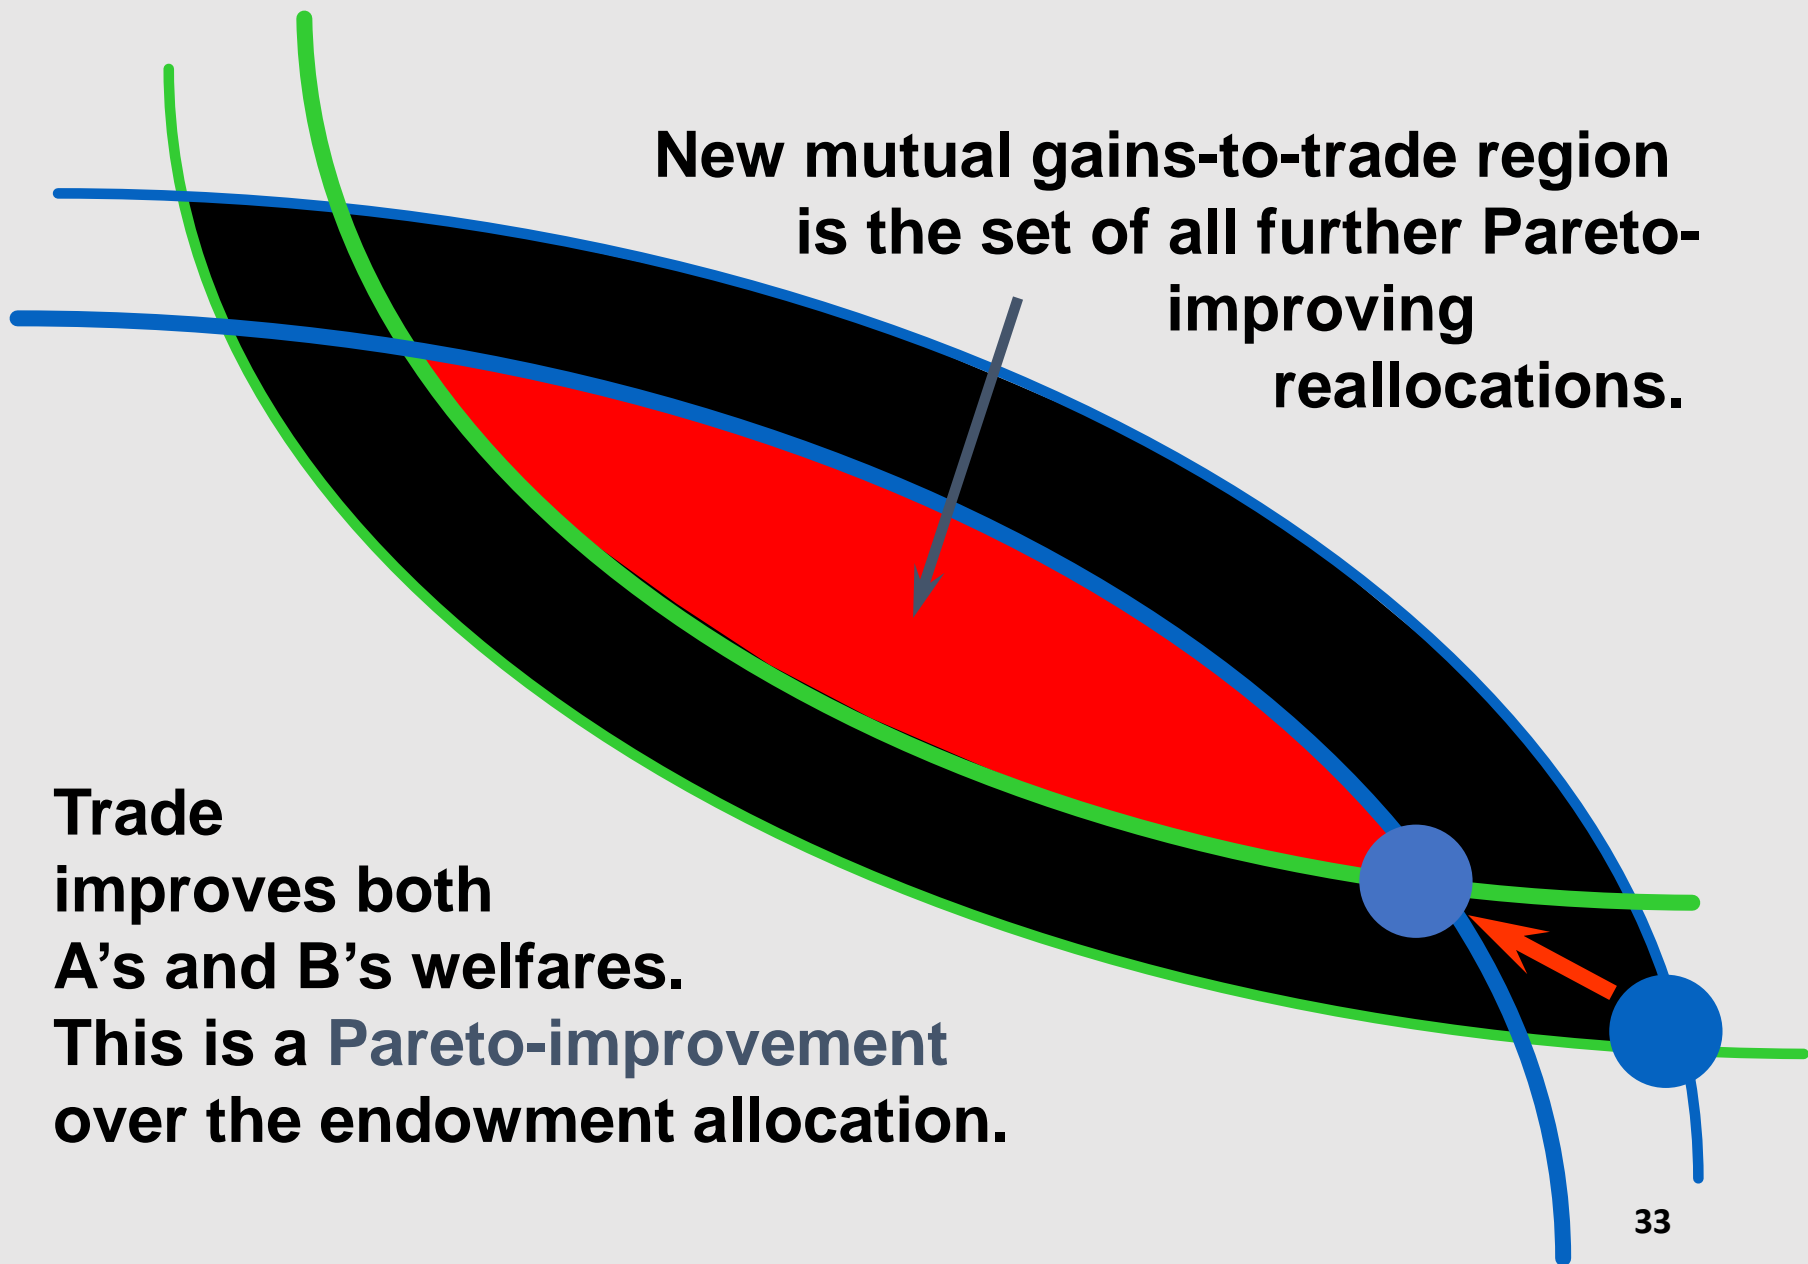 New mutual gains-to-trade region
is the set of all further Pareto-
improving
reallocations.
Trade
improves both
A’s and B’s welfares.
This is a Pareto-improvement
over the endowment allocation.
33